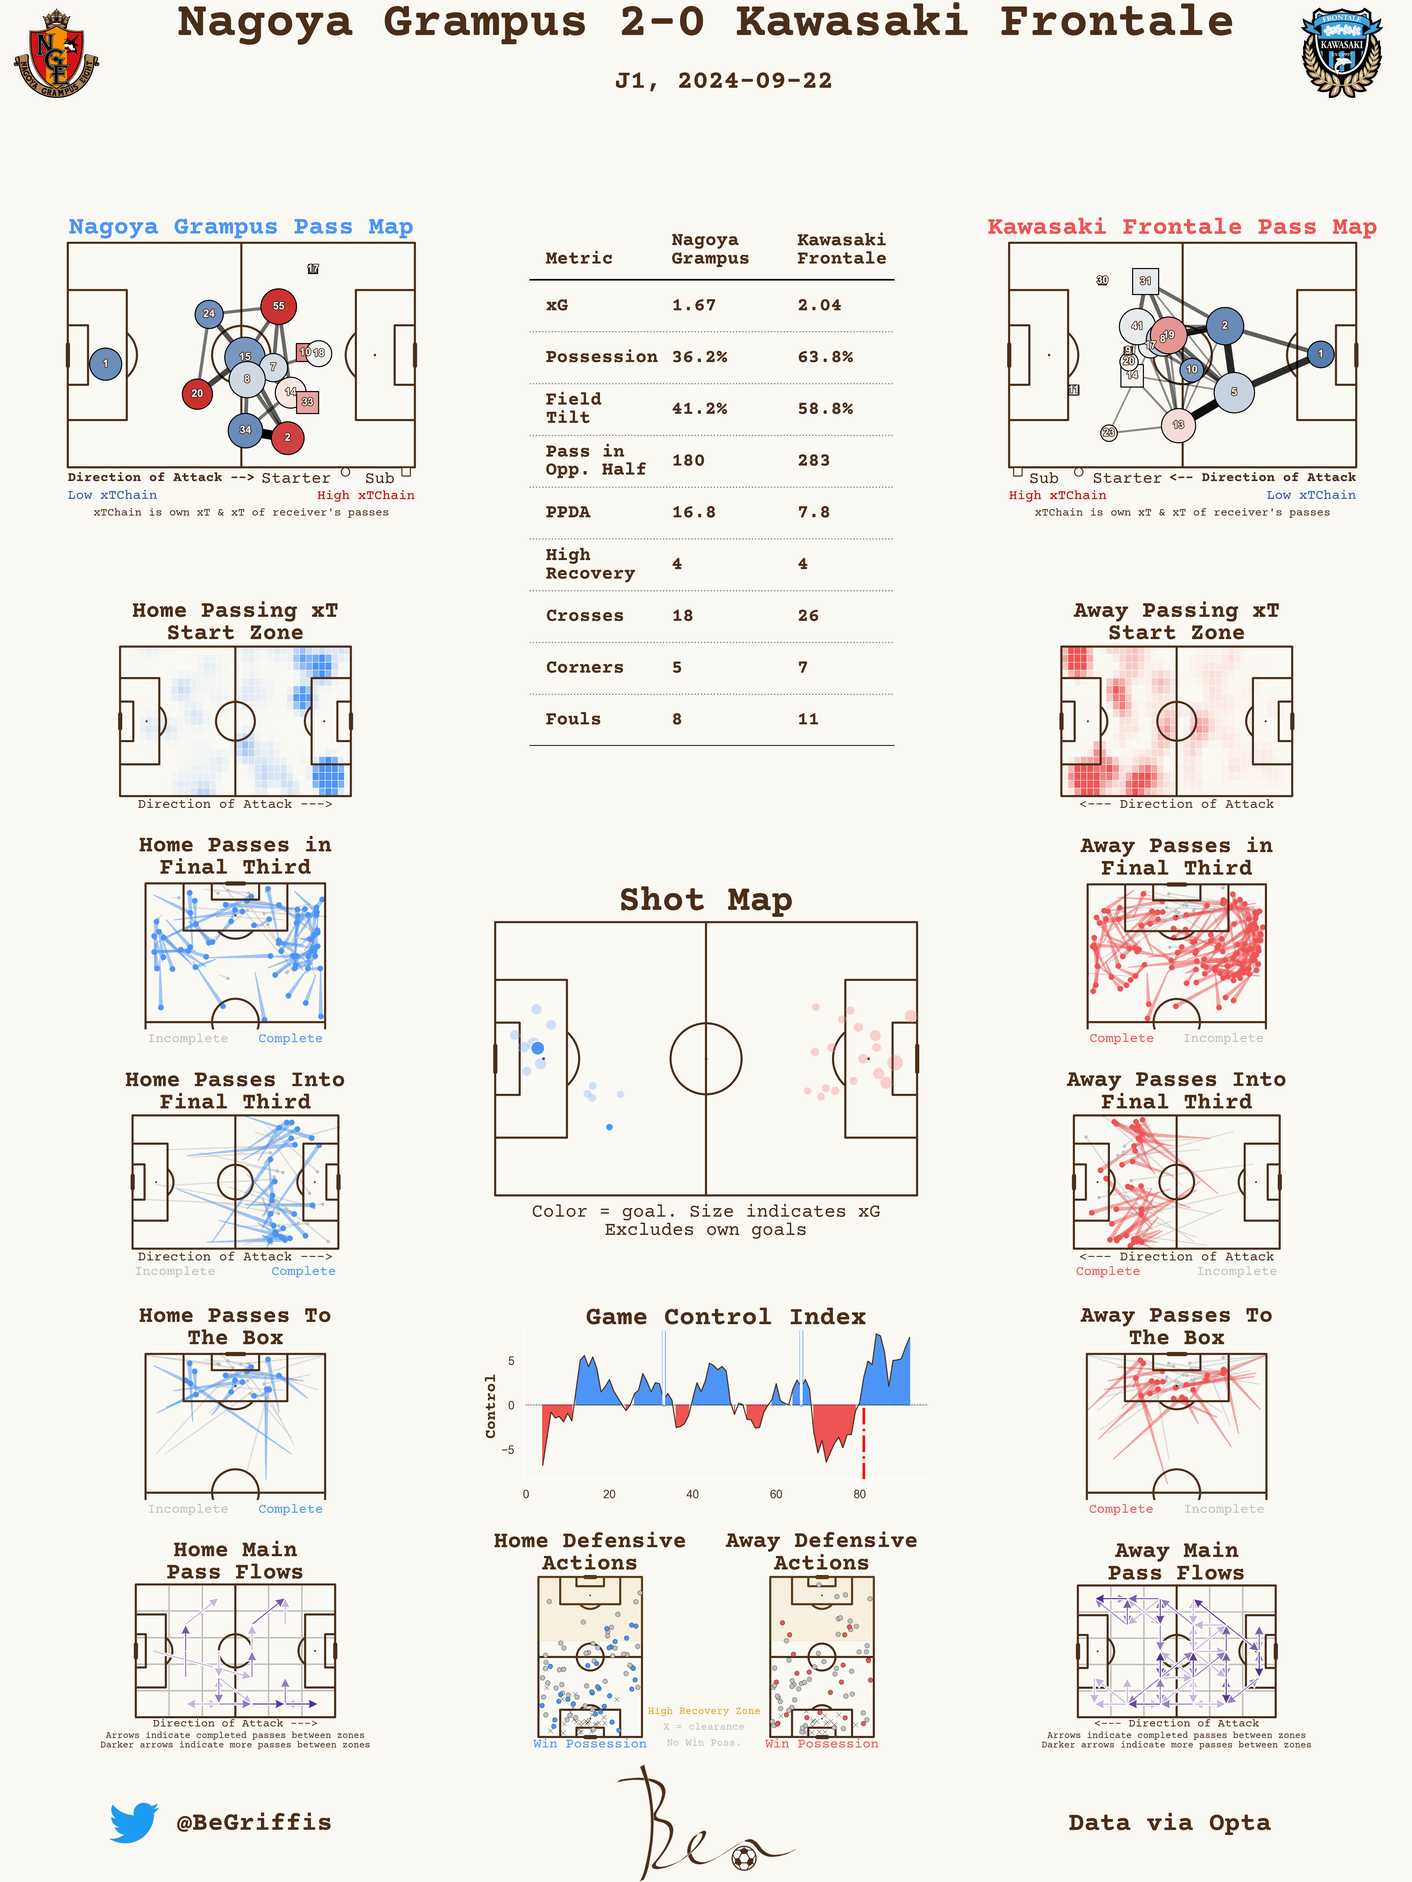 Nagoya Grampus 2-0 Kawasaki Frontale
J1, 2024-09-22
NAGOYA GRAMPUS EIGHT
FRONTALE
KAWASAKI
Nagoya Grampus Pass Map
17
24
55
15
7
10
18
1
8
20
14
33
34
2
Direction of Attack --> Starter Sub
Low xTChain High xTChain
xTChain is own xT & xT of receiver's passes
Metric Nagoya Grampus Kawasaki Frontale
xG 1.67 2.04
Possession 36.2% 63.8%
Field Tilt 41.2% 58.8%
Pass in Opp. Half 180 283
PPDA 16.8 7.8
High Recovery 4 4
Crosses 18 26
Corners 5 7
Fouls 8 11
Kawasaki Frontale Pass Map
30
31
41
8
19
17
2
9
20
14
10
1
11
5
23
13
Sub Starter <-- Direction of Attack
High xTChain Low xTChain
xTChain is own xT & xT of receiver's passes
Home Passing xT
Start Zone
Direction of Attack --->
Away Passing xT
Start Zone
<--- Direction of Attack
Home Passes in
Final Third
Incomplete Complete
Away Passes in
Final Third
Complete Incomplete
Shot Map
Color = goal. Size indicates xG
Excludes own goals
Home Passes Into
Final Third
Direction of Attack --->
Incomplete Complete
Away Passes Into
Final Third
<--- Direction of Attack
Complete Incomplete
Home Passes To
The Box
Incomplete Complete
Game Control Index
Control
5
0
−5
0 20 40 60 80
Away Passes To
The Box
Complete Incomplete
Home Main
Pass Flows
Direction of Attack --->
Arrows indicate completed passes between zones
Darker arrows indicate more passes between zones
Home Defensive
Actions
Win Possession
High Recovery Zone
X = clearance
No Win Poss.
Away Defensive
Actions
Win Possession
Away Main
Pass Flows
<--- Direction of Attack
Arrows indicate completed passes between zones
Darker arrows indicate more passes between zones
@BeGriffis
Ben
Data via Opta